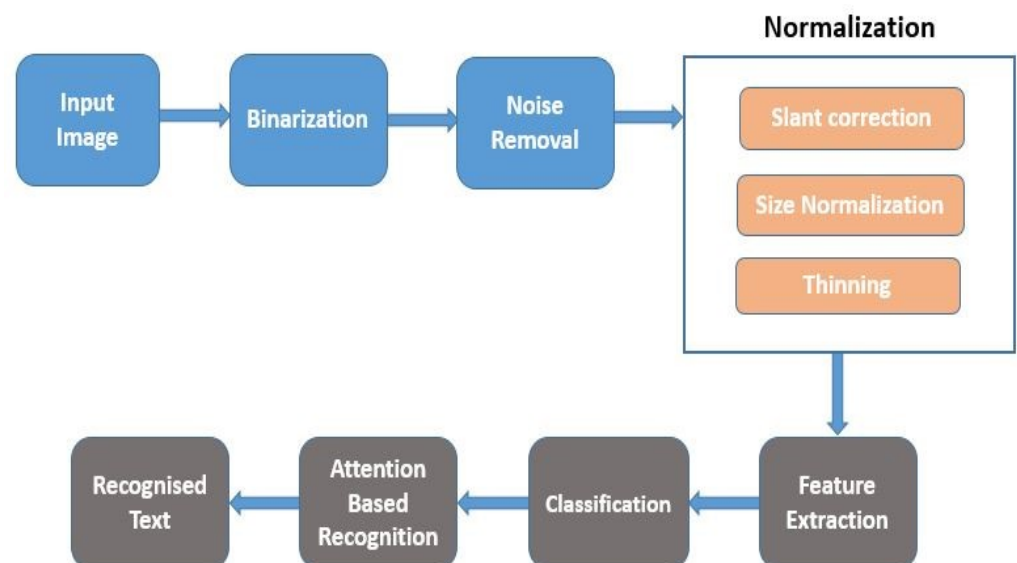 Normalization
Input
Image
Binarization
Noise
Removal
Slant correction
Size Normalization
Thinning
Feature
Extraction
Classification
Attention
Based
Recognition
Recognised
Text